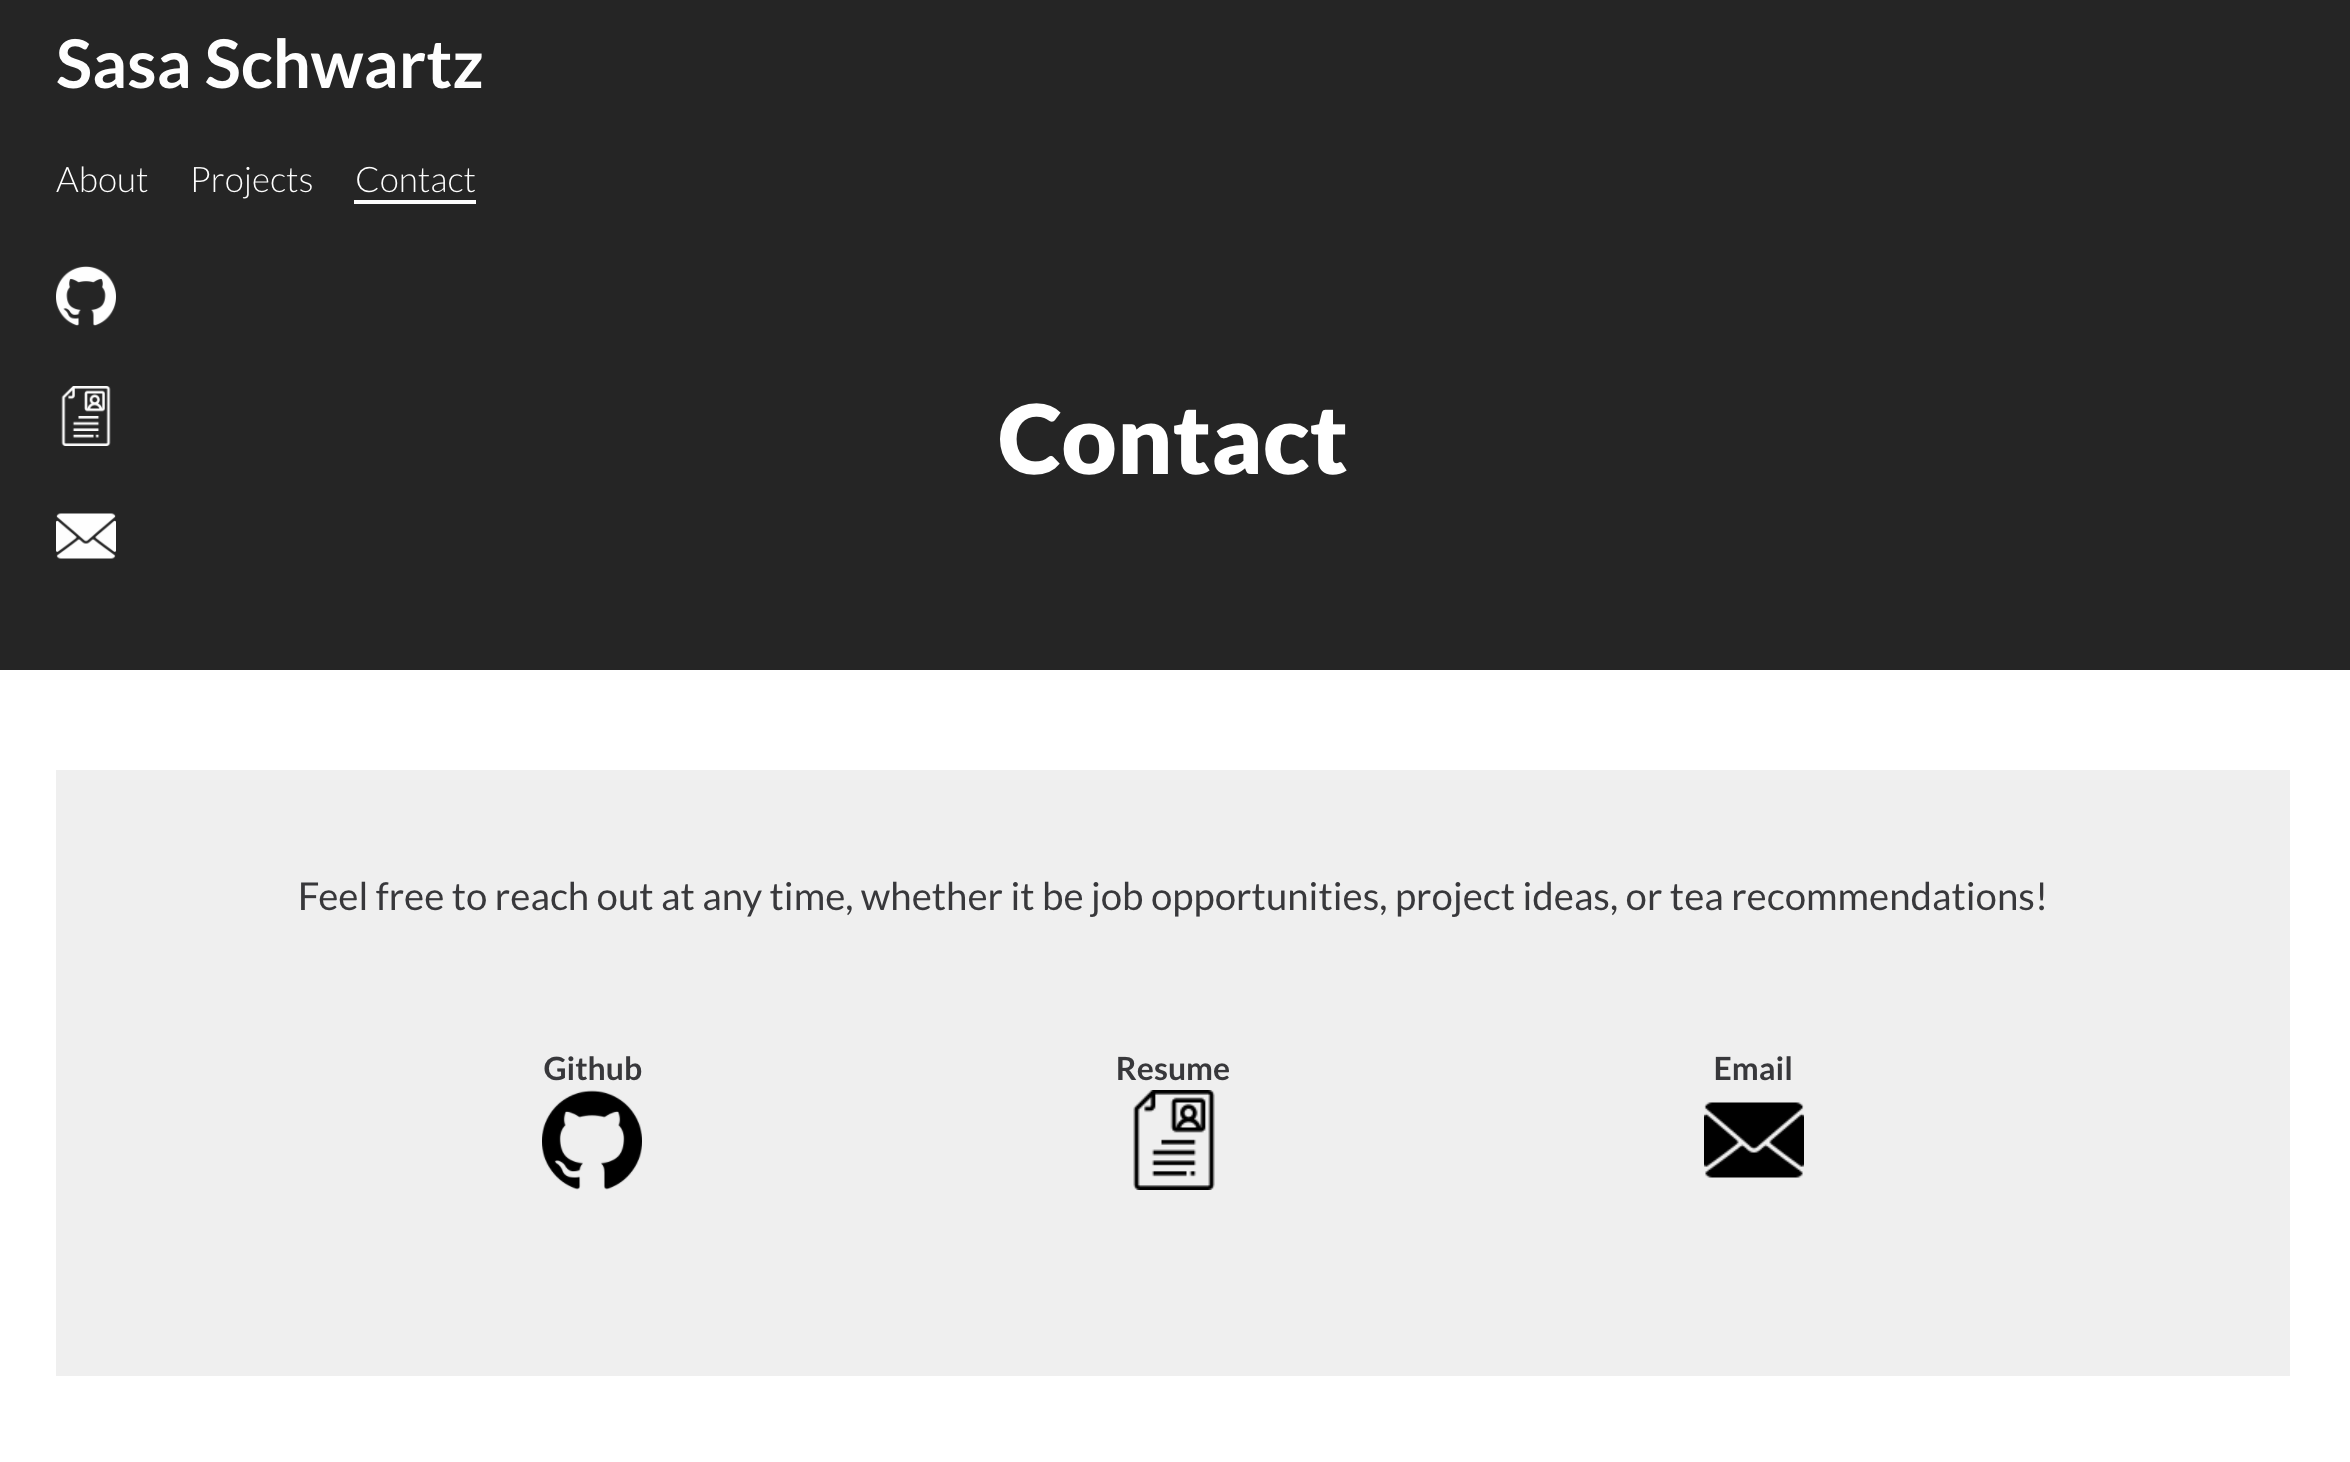 Sasa Schwartz
About Projects Contact
Contact
Feel free to reach out at any time, whether it be job opportunities, project ideas, or tea recommendations!
Github Resume Email